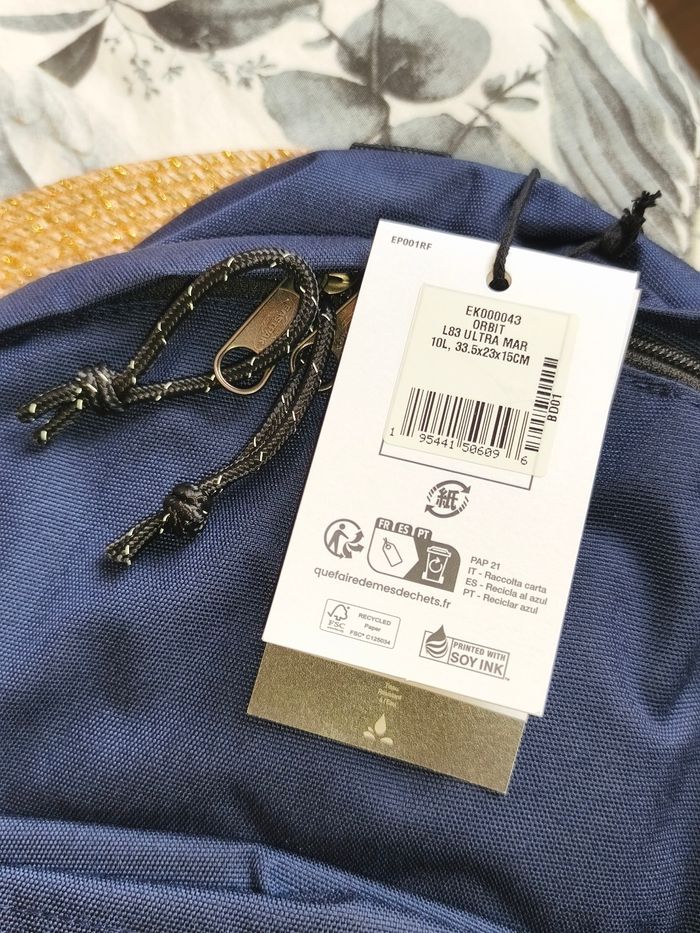 EP001RF
EK000043
ORBIT
L83 ULTRA MAR
10L, 33.5x23x15CM
BD01
1 95441 50609 6
紙
FR ES PT
PAP 21
IT - Raccolta carta
ES - Recicla al azul
PT - Reciclar azul
quefairedemesdechets.fr
FSC
RECYCLED
Paper
FSC® C125034
PRINTED WITH
SOY INK™